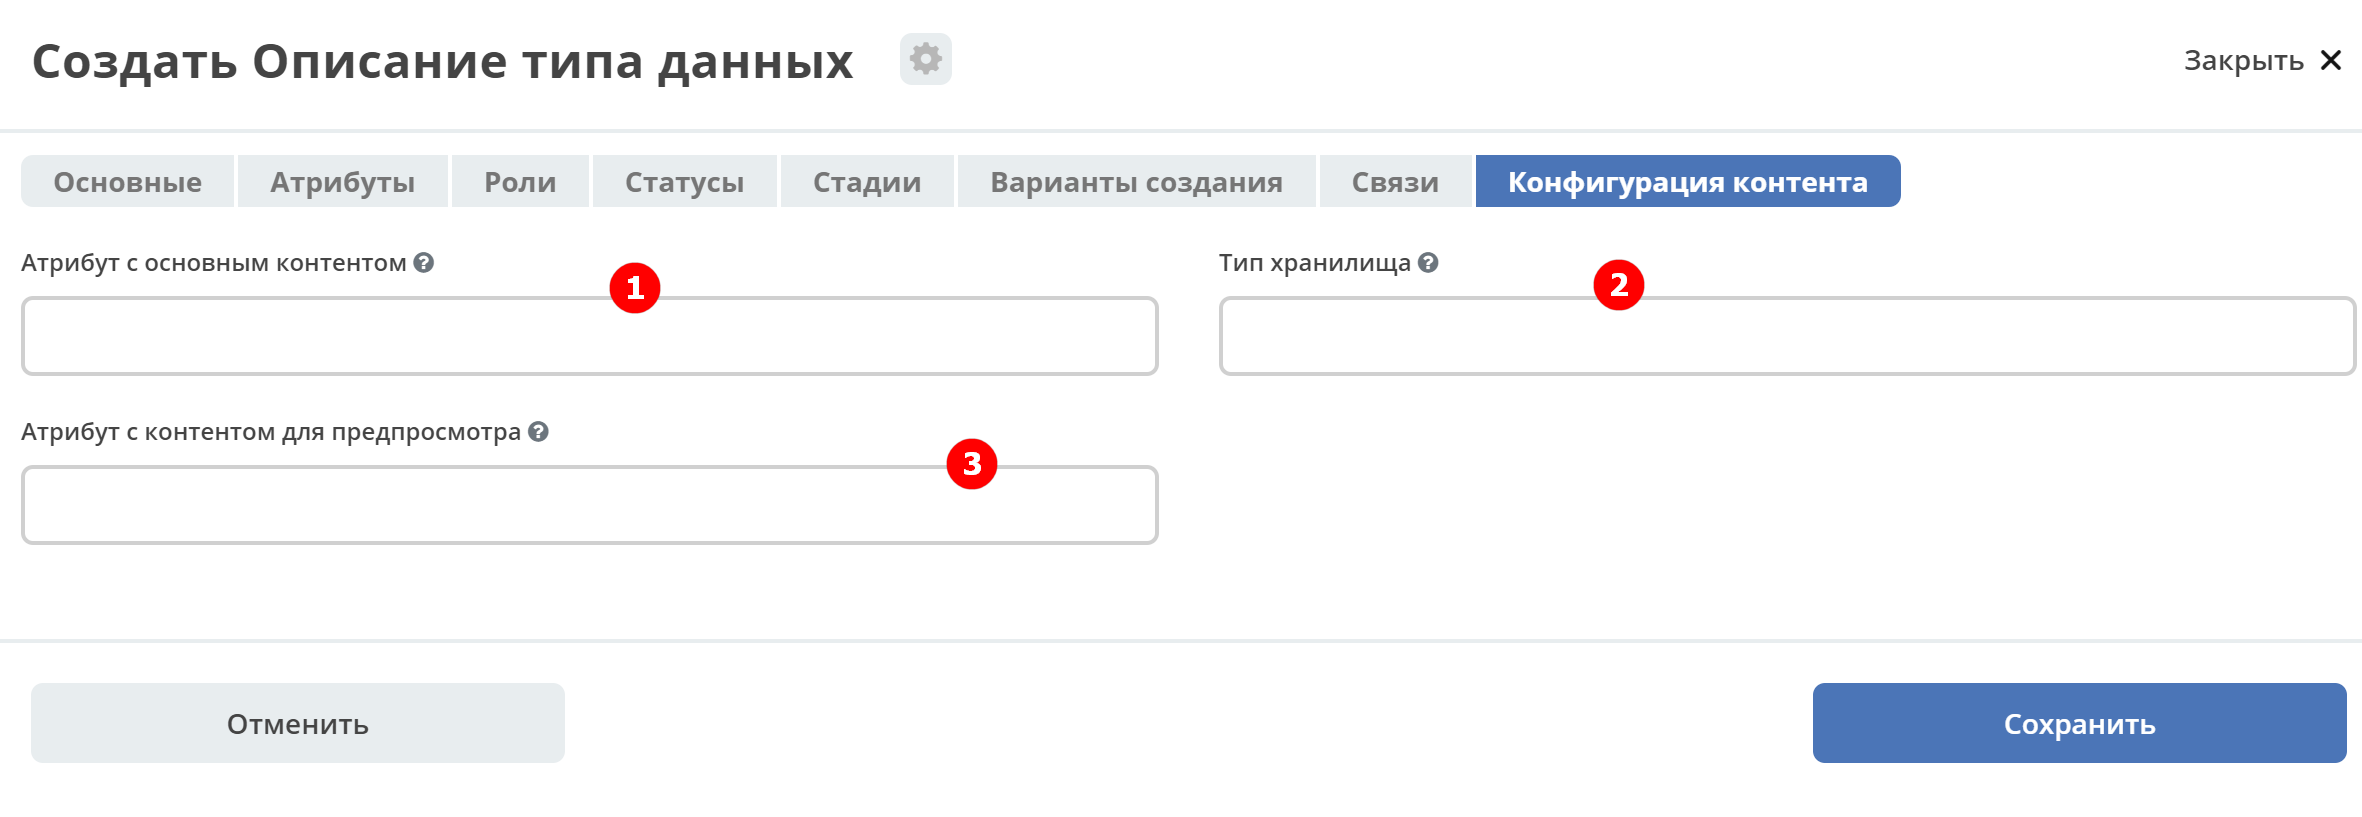 Создать Описание типа данных
Закрыть
Основные Атрибуты Роли Статусы Стадии Варианты создания Связи Конфигурация контента
Атрибут с основным контентом ?
1
Тип хранилища ?
2
Атрибут с контентом для предпросмотра ?
3
Отменить
Сохранить